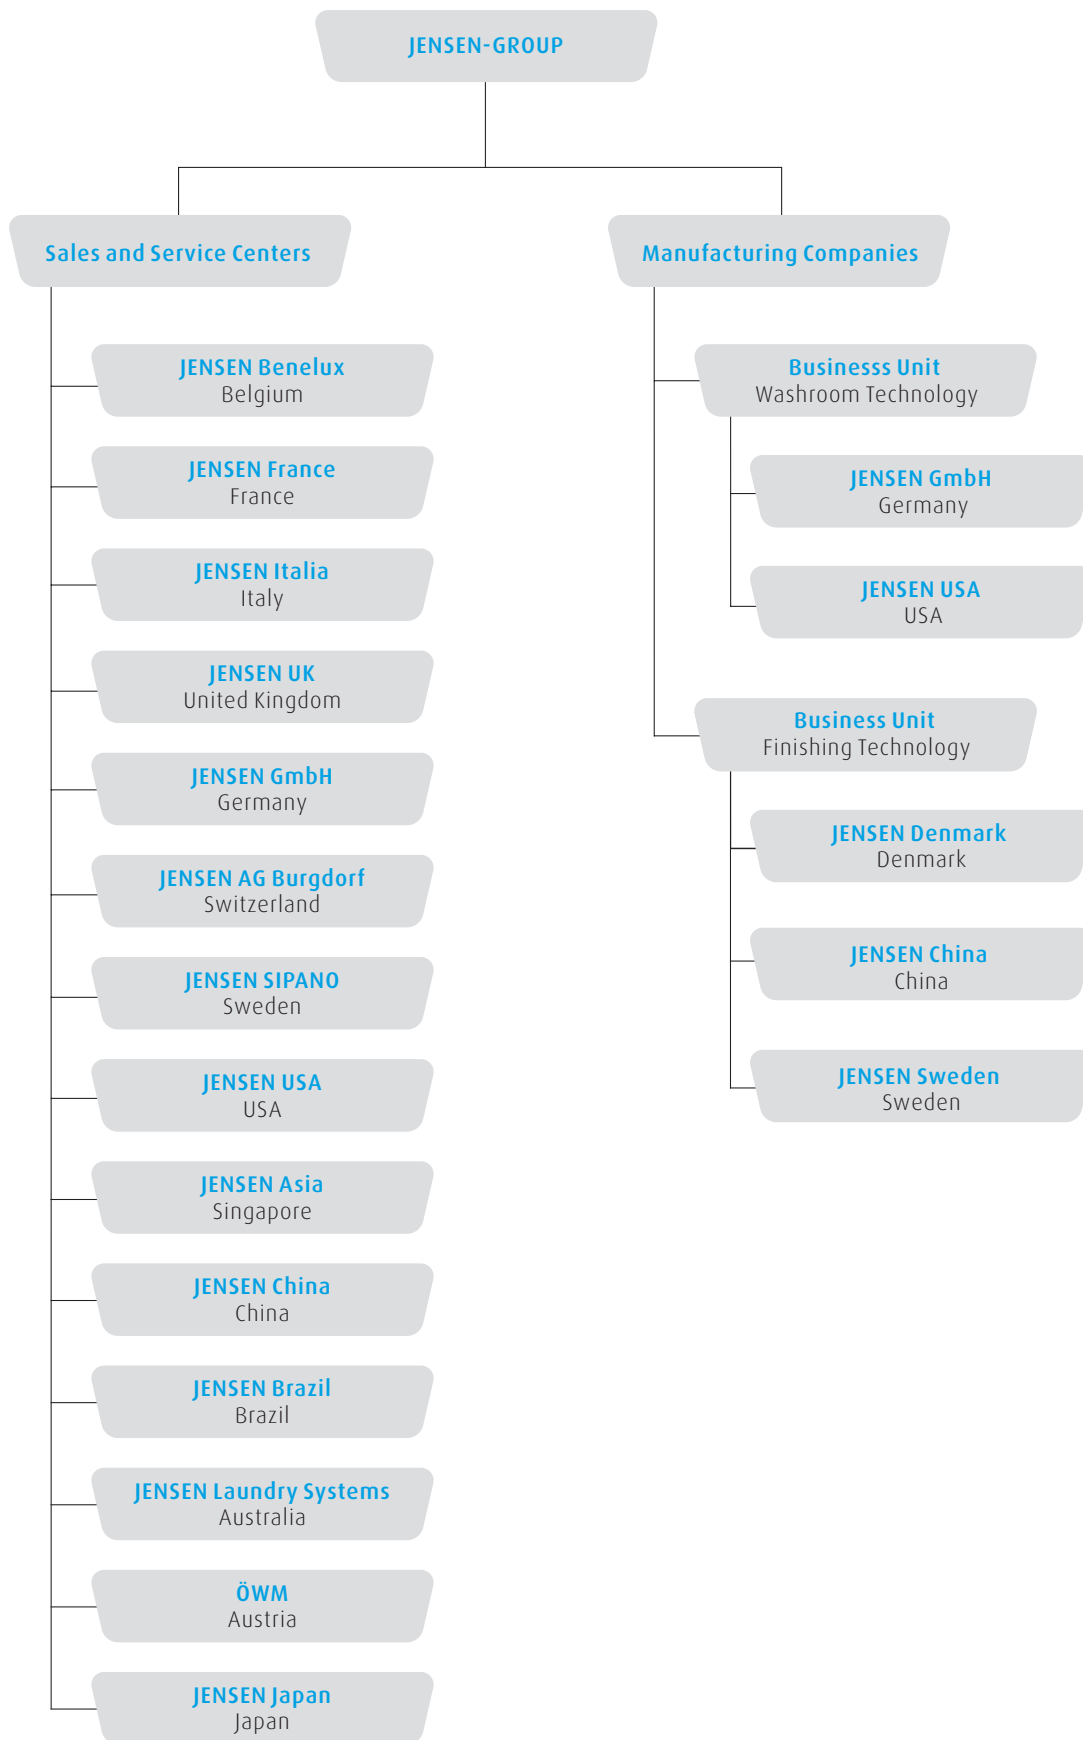 JENSEN-GROUP
Sales and Service Centers
JENSEN Benelux
Belgium
JENSEN France
France
JENSEN Italia
Italy
JENSEN UK
United Kingdom
JENSEN GmbH
Germany
JENSEN AG Burgdorf
Switzerland
JENSEN SIPANO
Sweden
JENSEN USA
USA
JENSEN Asia
Singapore
JENSEN China
China
JENSEN Brazil
Brazil
JENSEN Laundry Systems
Australia
ÖWM
Austria
JENSEN Japan
Japan
Manufacturing Companies
Businesss Unit
Washroom Technology
JENSEN GmbH
Germany
JENSEN USA
USA
Business Unit
Finishing Technology
JENSEN Denmark
Denmark
JENSEN China
China
JENSEN Sweden
Sweden